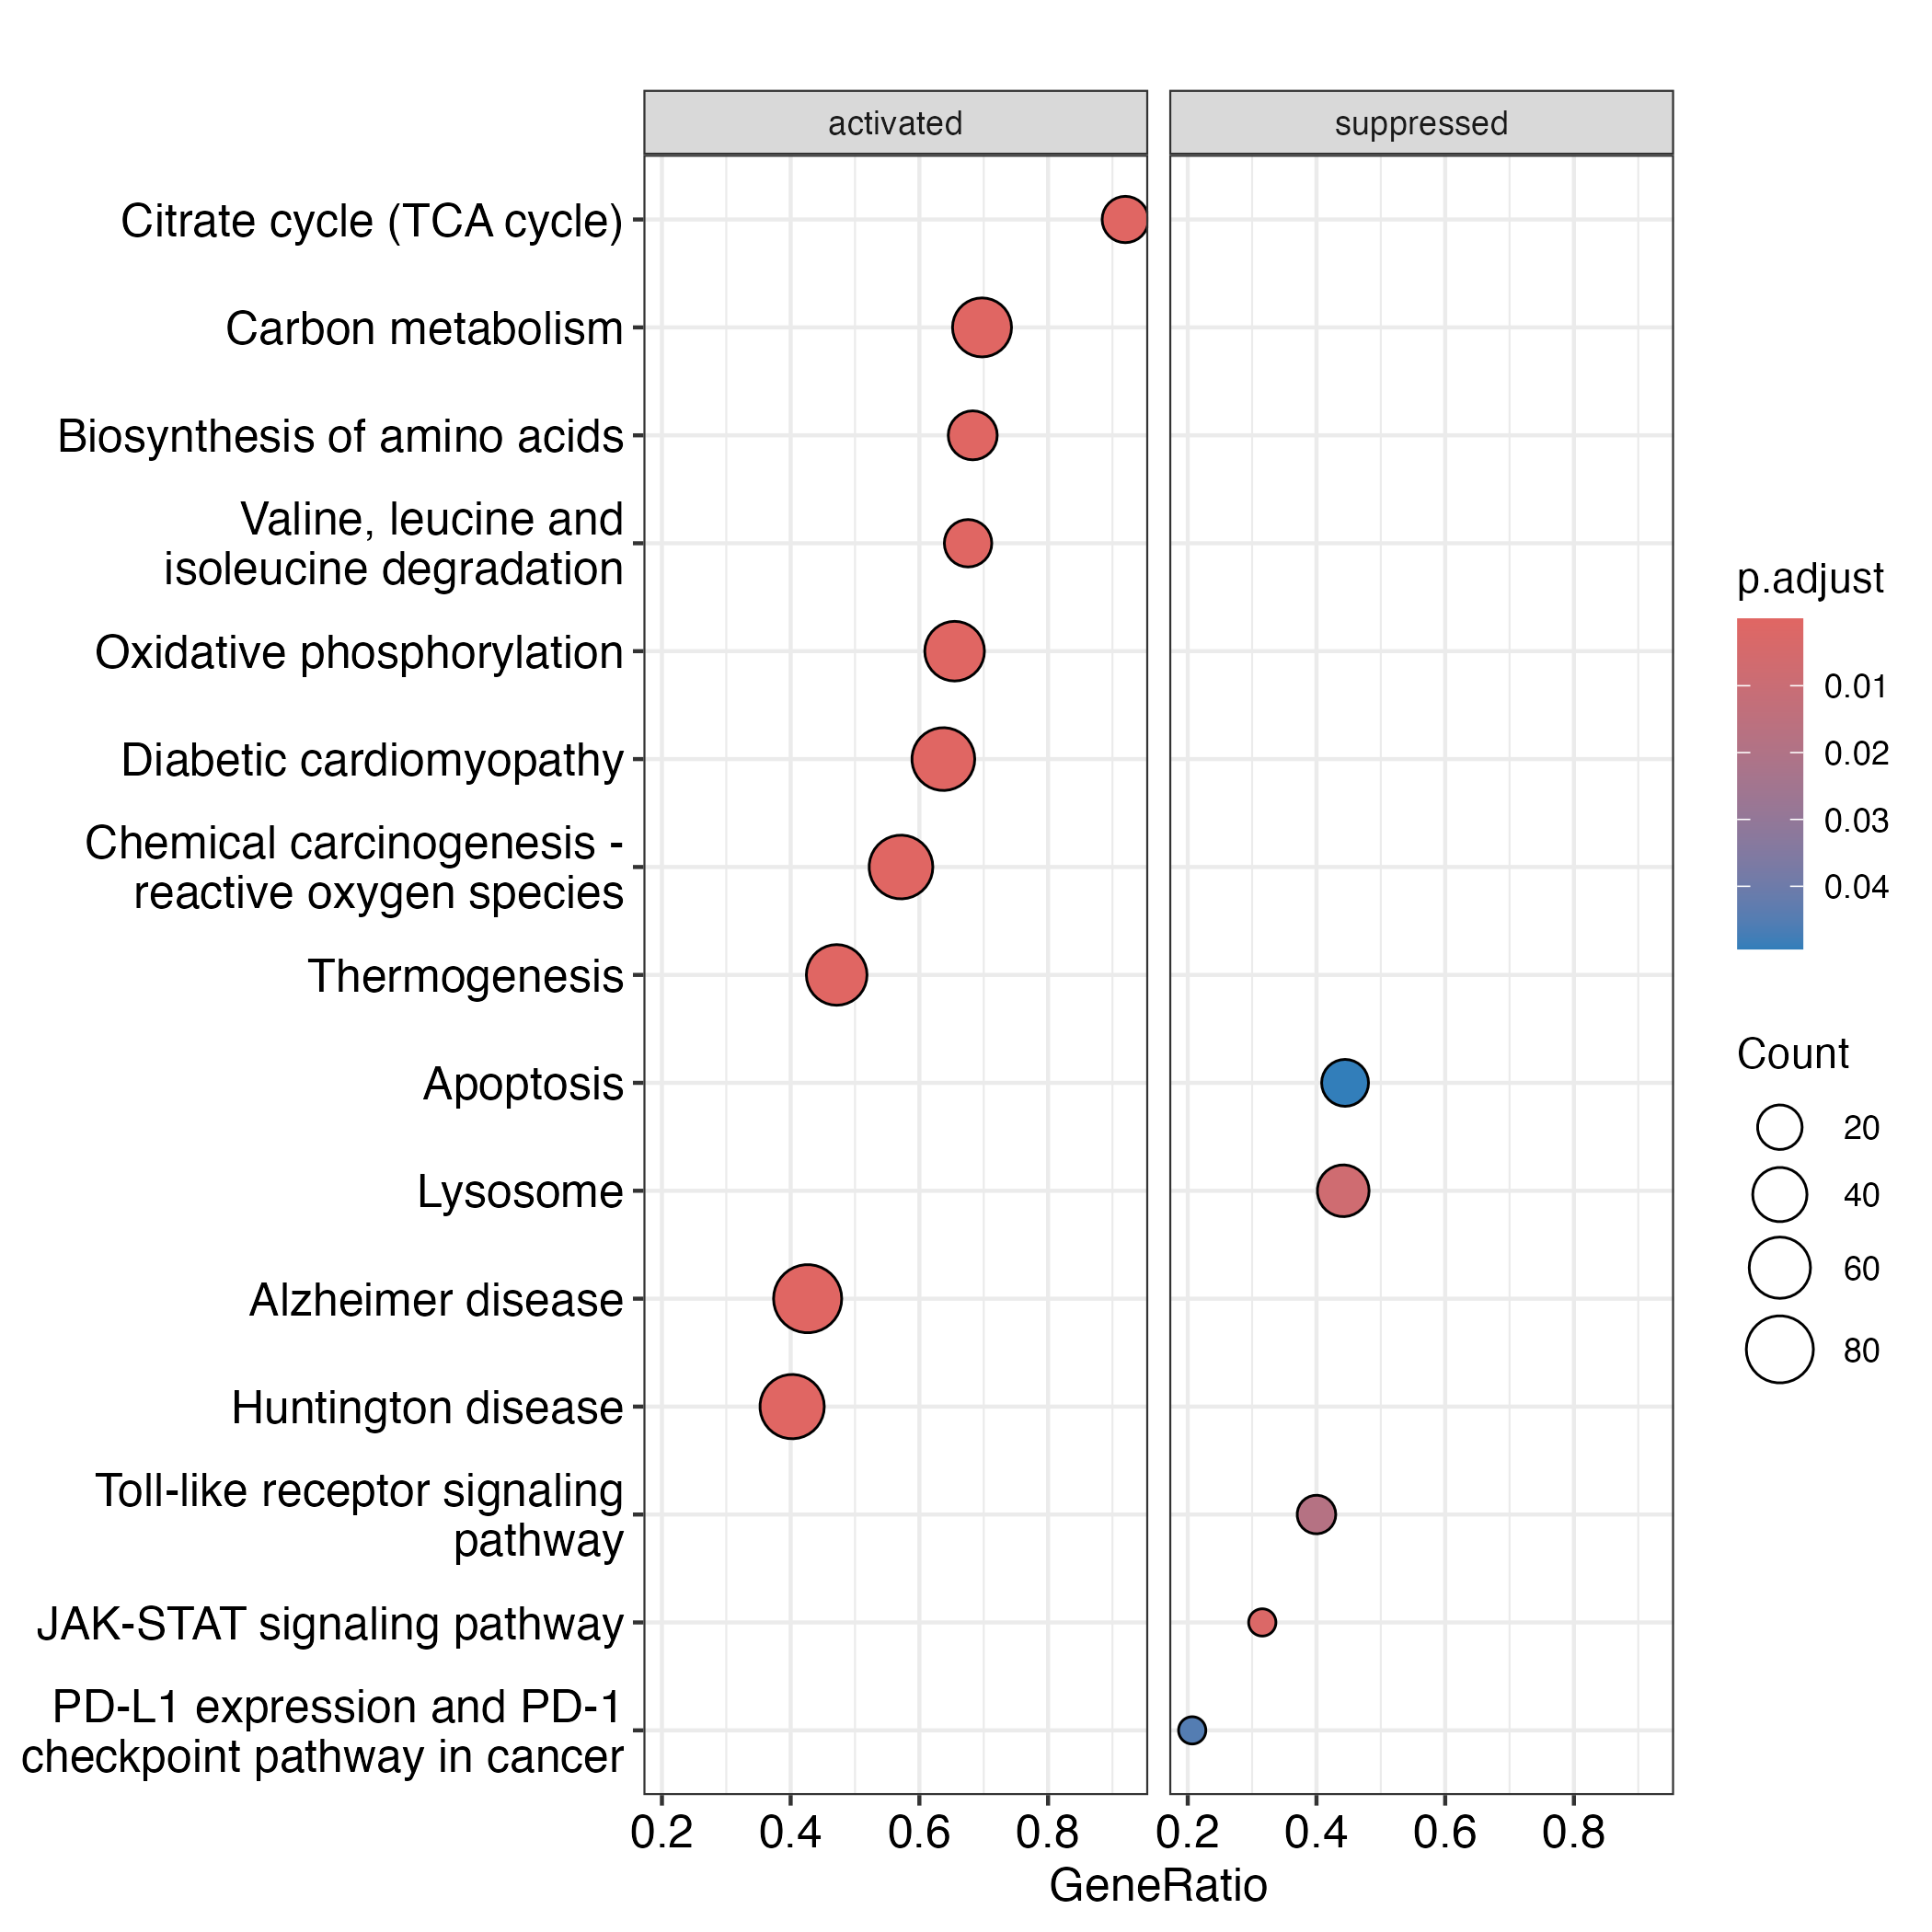 activated
suppressed
Citrate cycle (TCA cycle)
Carbon metabolism
Biosynthesis of amino acids
Valine, leucine and
isoleucine degradation
Oxidative phosphorylation
Diabetic cardiomyopathy
Chemical carcinogenesis -
reactive oxygen species
Thermogenesis
Apoptosis
Lysosome
Alzheimer disease
Huntington disease
Toll-like receptor signaling
pathway
JAK-STAT signaling pathway
PD-L1 expression and PD-1
checkpoint pathway in cancer
0.2 0.4 0.6 0.8 0.2 0.4 0.6 0.8
GeneRatio
p.adjust
0.01
0.02
0.03
0.04
Count
20
40
60
80